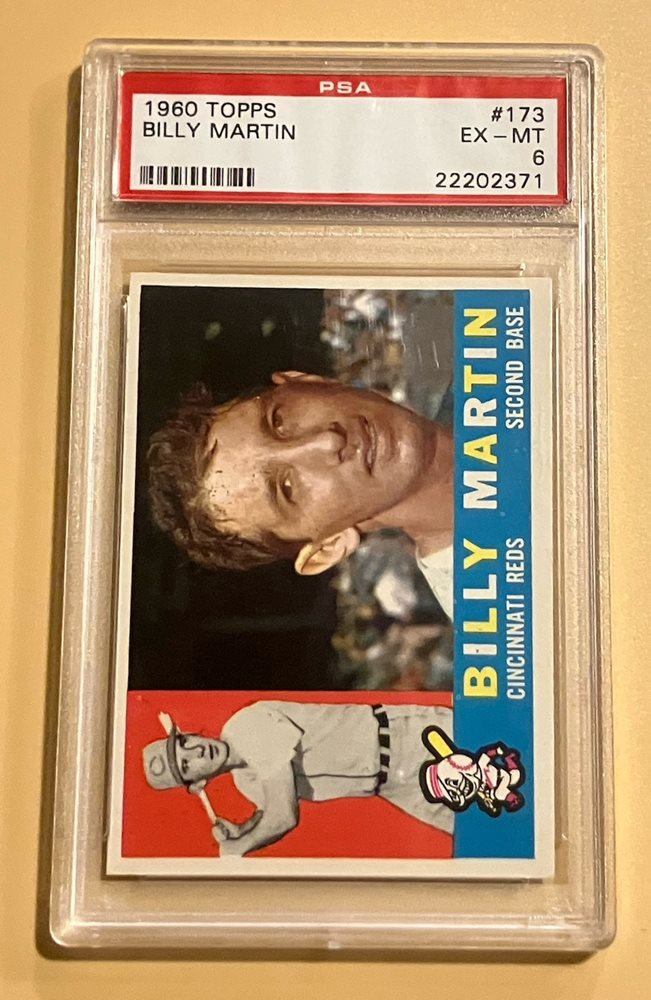 PSA
1960 TOPPS
#173
BILLY MARTIN
EX - MT
6
22202371
BILLY MARTIN
CINCINNATI REDS
SECOND BASE
C